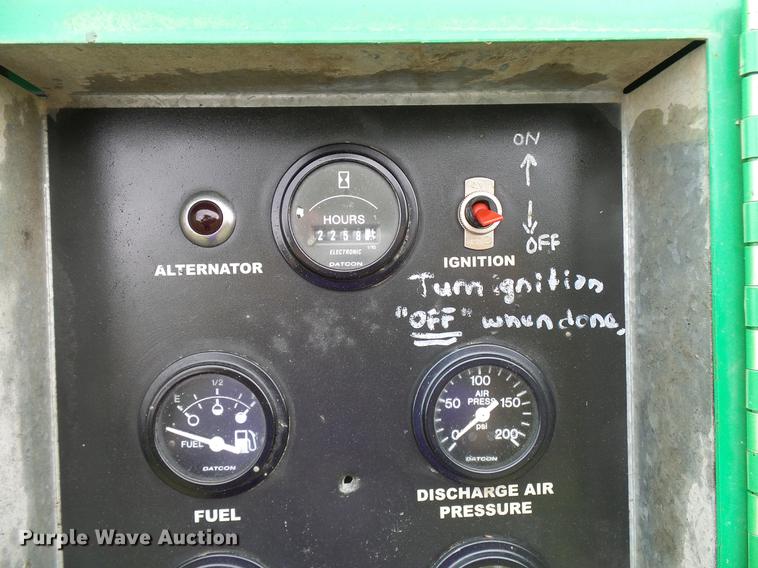 ON
HOURS
2258
ELECTRONIC
DATCON
OFF
ALTERNATOR
IGNITION
Turn ignition
"OFF" when done.
1/2
E
FUEL
DATCON
100
50 AIR 150
PRESS
psi
0 200
DATCON
FUEL
DISCHARGE AIR
PRESSURE
Purple Wave Auction